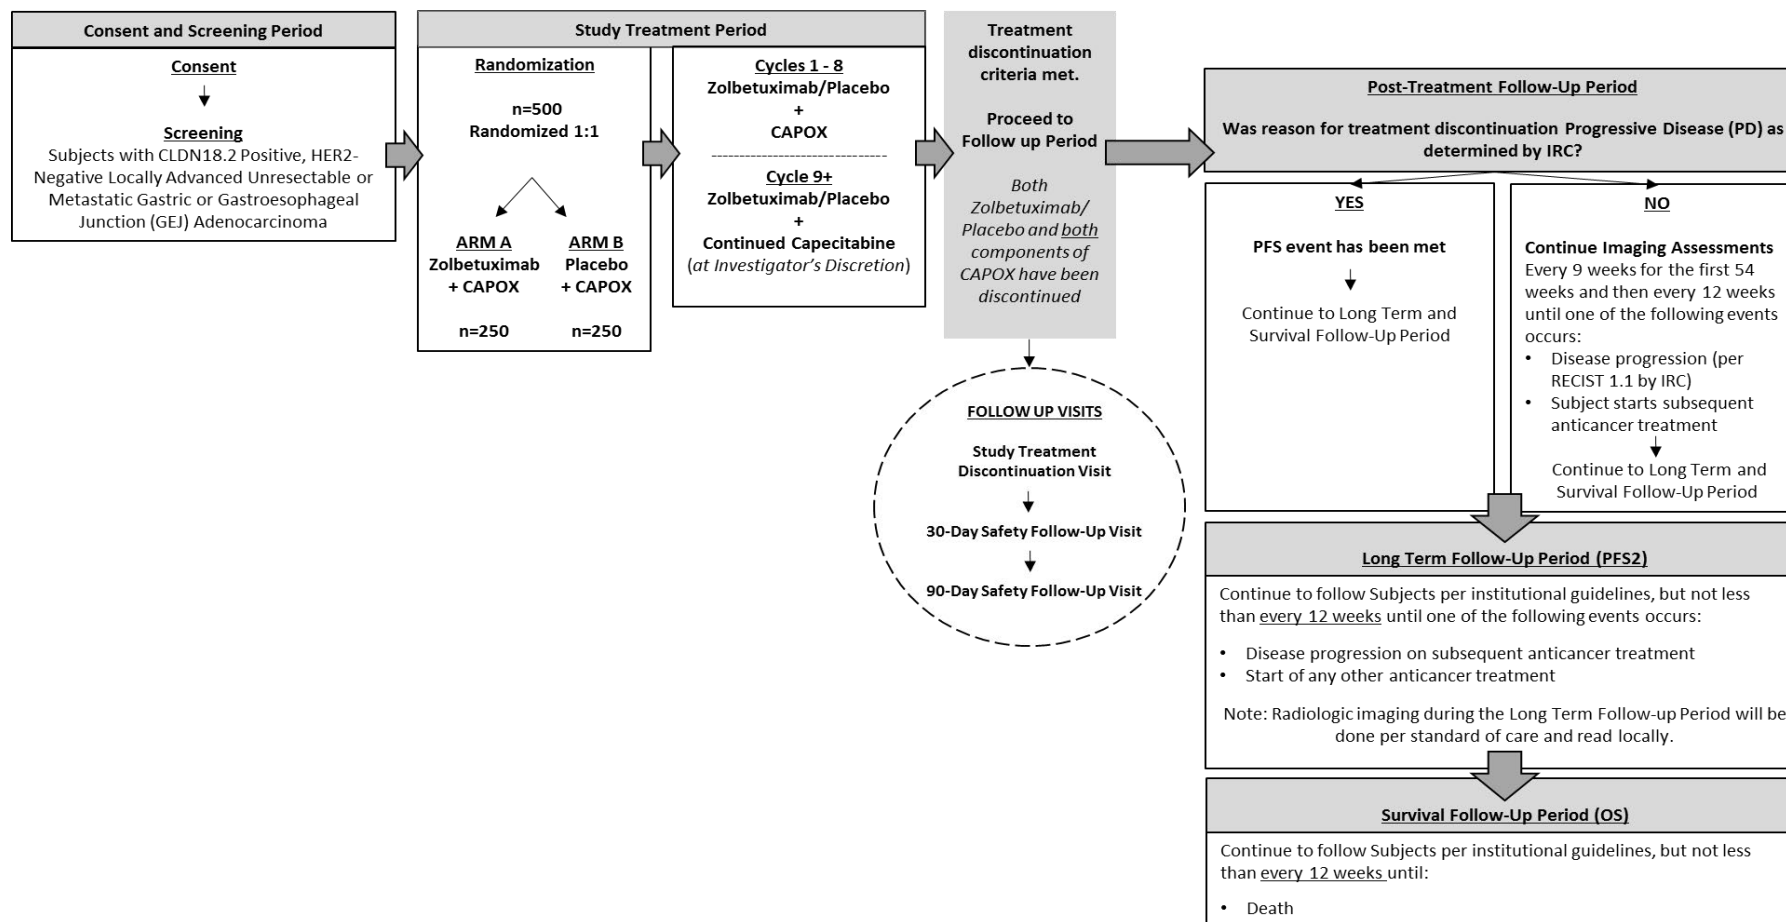 Consent and Screening Period
Consent
Screening
Subjects with CLDN18.2 Positive, HER2-
Negative Locally Advanced Unresectable or
Metastatic Gastric or Gastroesophageal
Junction (GEJ) Adenocarcinoma
Study Treatment Period
Randomization
n=500
Randomized 1:1
ARM A
Zolbetuximab
+ CAPOX
n=250
ARM B
Placebo
+ CAPOX
n=250
Cycles 1 - 8
Zolbetuximab/Placebo
+
CAPOX
Cycle 9+
Zolbetuximab/Placebo
+
Continued Capecitabine
(at Investigator's Discretion)
Treatment
discontinuation
criteria met.
Proceed to
Follow up Period
Both
Zolbetuximab/
Placebo and both
components of
CAPOX have been
discontinued
FOLLOW UP VISITS
Study Treatment
Discontinuation Visit
30-Day Safety Follow-Up Visit
90-Day Safety Follow-Up Visit
Post-Treatment Follow-Up Period
Was reason for treatment discontinuation Progressive Disease (PD) as
determined by IRC?
YES
PFS event has been met
Continue to Long Term and
Survival Follow-Up Period
NO
Continue Imaging Assessments
Every 9 weeks for the first 54
weeks and then every 12 weeks
until one of the following events
occurs:
• Disease progression (per
RECIST 1.1 by IRC)
• Subject starts subsequent
anticancer treatment
Continue to Long Term and
Survival Follow-Up Period
Long Term Follow-Up Period (PFS2)
Continue to follow Subjects per institutional guidelines, but not less
than every 12 weeks until one of the following events occurs:
• Disease progression on subsequent anticancer treatment
• Start of any other anticancer treatment
Note: Radiologic imaging during the Long Term Follow-up Period will be
done per standard of care and read locally.
Survival Follow-Up Period (OS)
Continue to follow Subjects per institutional guidelines, but not less
than every 12 weeks until:
• Death